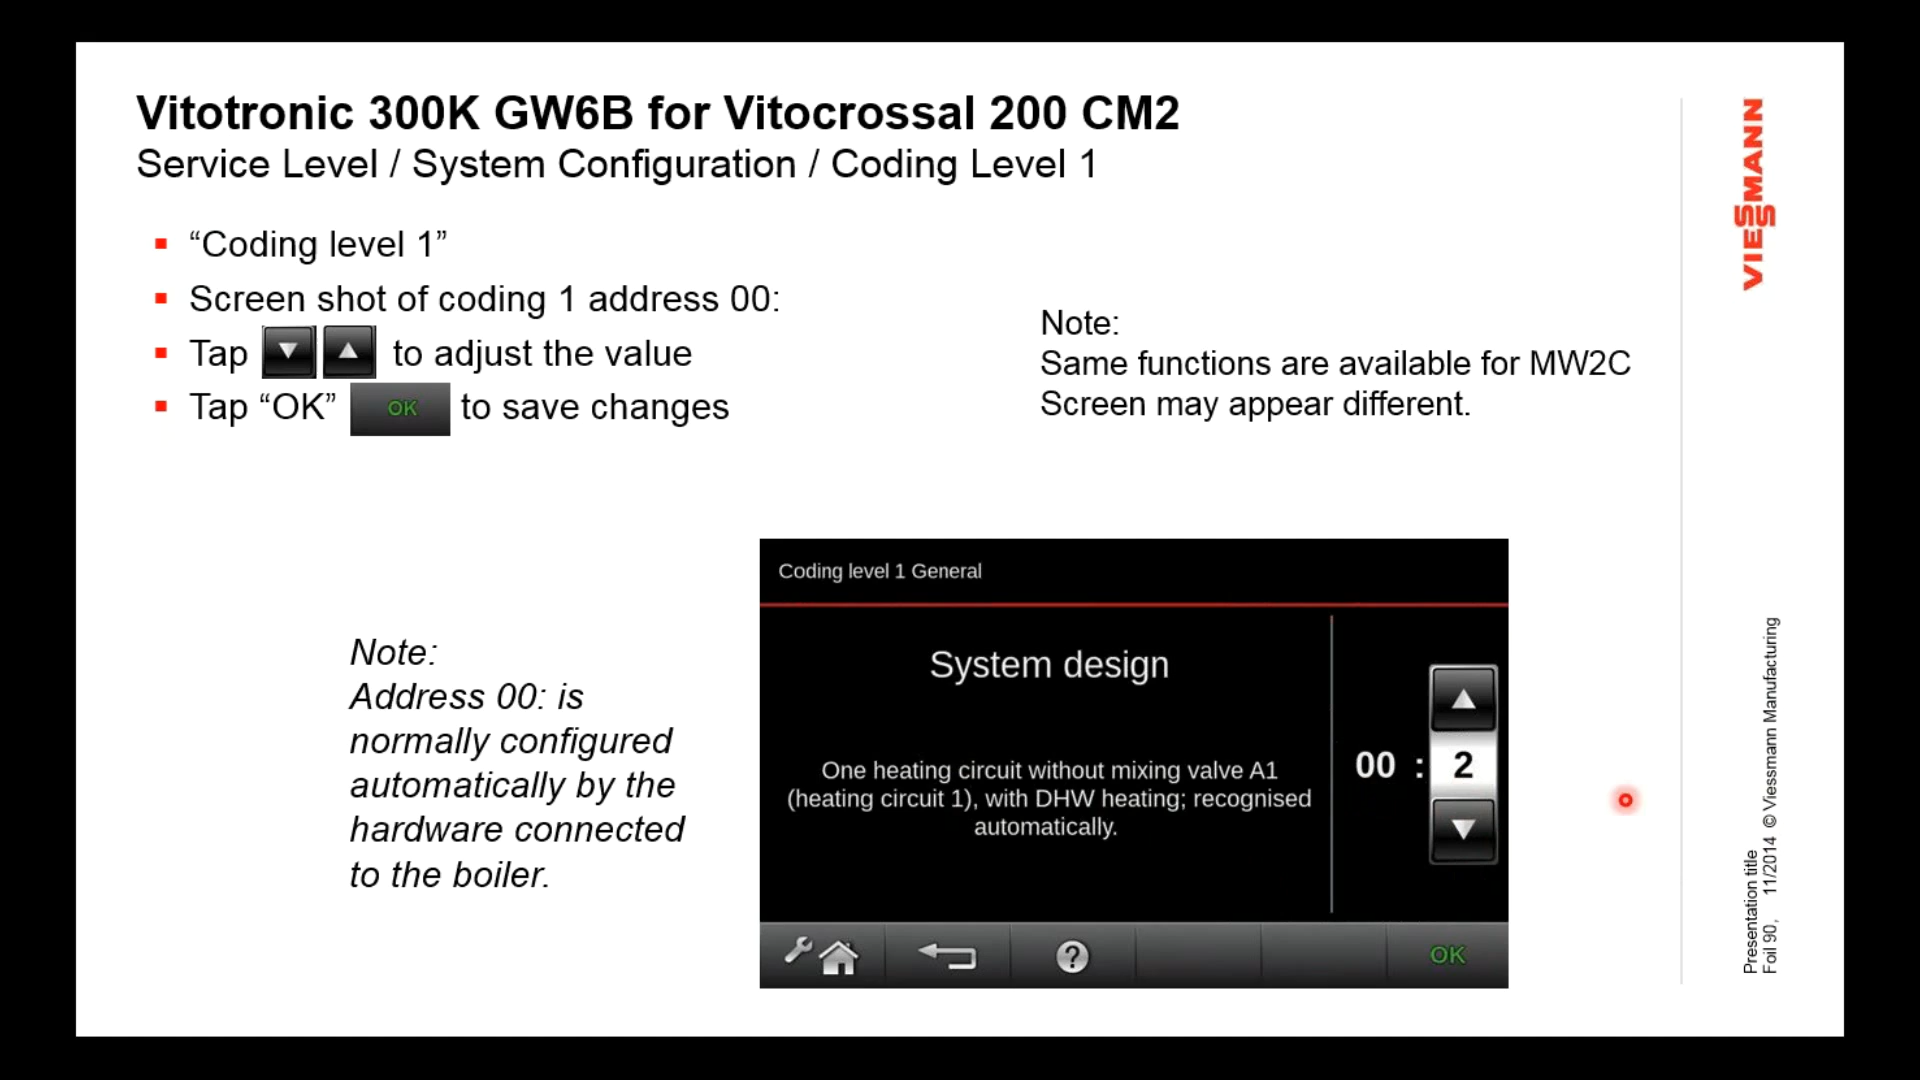 Vitotronic 300K GW6B for Vitocrossal 200 CM2
Service Level / System Configuration / Coding Level 1
“Coding level 1”
Screen shot of coding 1 address 00:
Tap to adjust the value
Tap “OK” OK to save changes
Note:
Same functions are available for MW2C
Screen may appear different.
Note:
Address 00: is
normally configured
automatically by the
hardware connected
to the boiler.
Coding level 1 General
System design
One heating circuit without mixing valve A1
(heating circuit 1), with DHW heating; recognised
automatically.
00 : 2
?
OK
VIESSMANN
Presentation title
Foil 90, 11/2014 © Viessmann Manufacturing